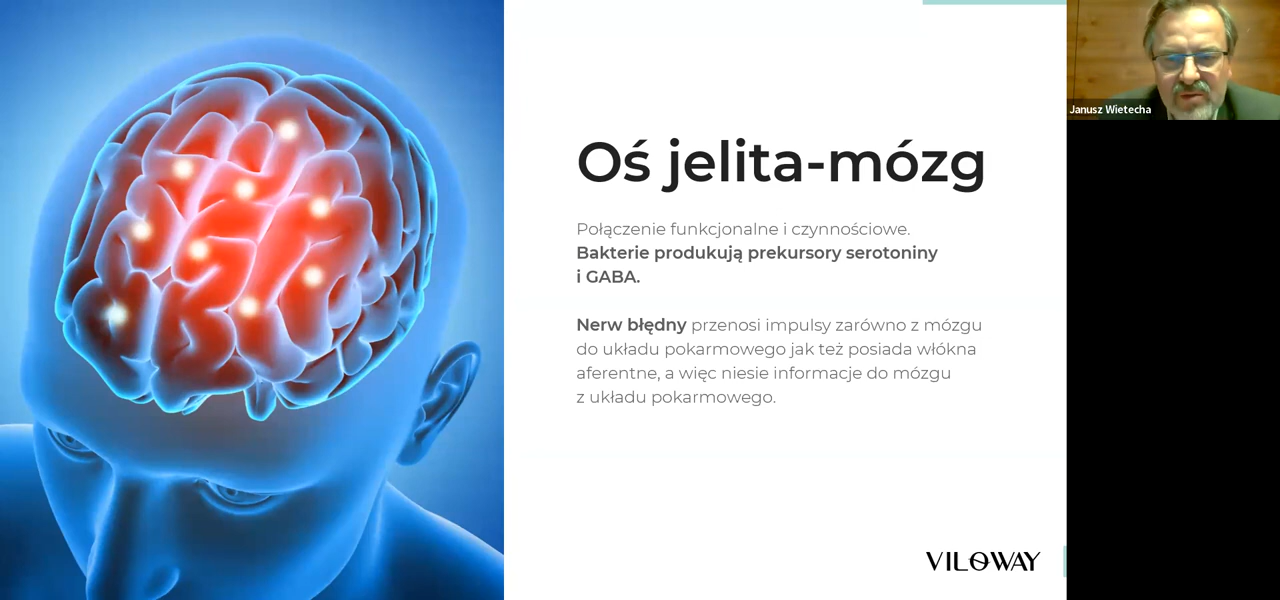 Oś jelita-mózg
Połączenie funkcjonalne i czynnościowe.
Bakterie produkują prekursory serotoniny
i GABA.
Nerw błędny przenosi impulsy zarówno z mózgu
do układu pokarmowego jak też posiada włókna
aferentne, a więc niesie informacje do mózgu
z układu pokarmowego.
VILOWAY
Janusz Wietecha